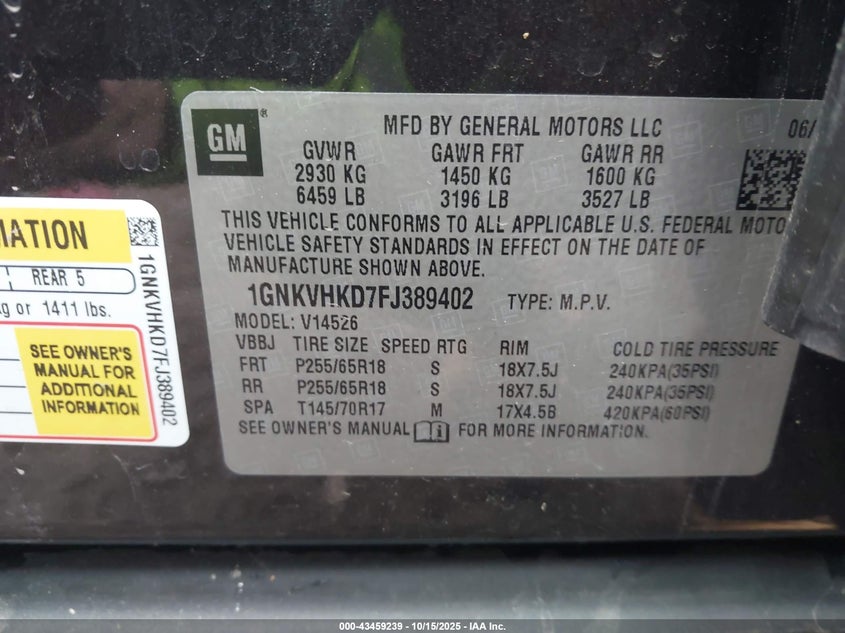 GM ®
MFD BY GENERAL MOTORS LLC 06/
GVWR GAWR FRT GAWR RR
2930 KG 1450 KG 1600 KG
6459 LB 3196 LB 3527 LB
THIS VEHICLE CONFORMS TO ALL APPLICABLE U.S. FEDERAL MOTO
VEHICLE SAFETY STANDARDS IN EFFECT ON THE DATE OF
MANUFACTURE SHOWN ABOVE.
1GNKVHKD7FJ389402 TYPE: M.P.V.
MODEL: V14526
VBBJ TIRE SIZE SPEED RTG RIM COLD TIRE PRESSURE
FRT P255/65R18 S 18X7.5J 240KPA(35PSI)
RR P255/65R18 S 18X7.5J 240KPA(35PSI)
SPA T145/70R17 M 17X4.5B 420KPA(60PSI)
SEE OWNER'S MANUAL FOR MORE INFORMATION.
MATION
REAR 5
kg or 1411 lbs.
SEE OWNER'S
MANUAL FOR
ADDITIONAL
INFORMATION
1GNKVHKD7FJ389402
000-43459239 - 10/15/2025 - IAA Inc.